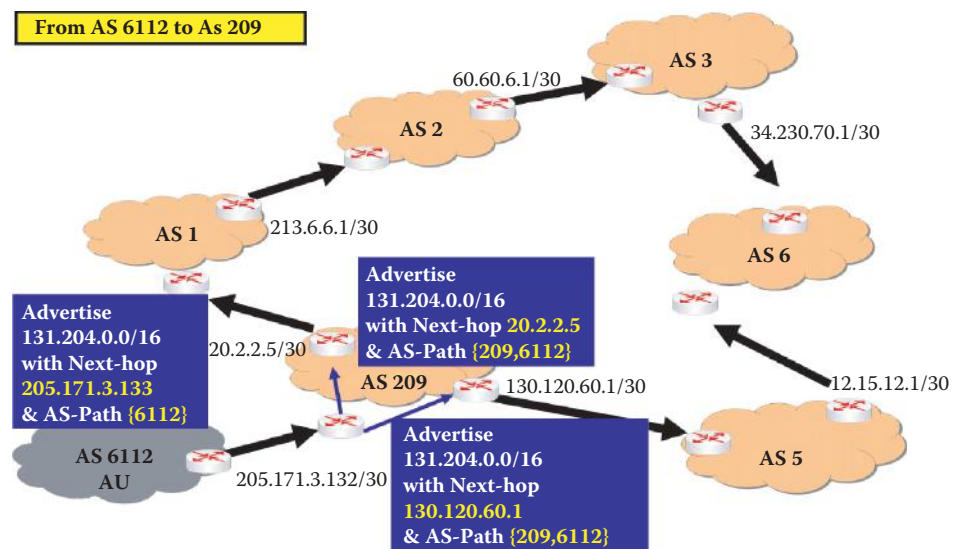 From AS 6112 to As 209
AS 3
60.60.6.1/30
AS 2
34.230.70.1/30
AS 1
213.6.6.1/30
AS 6
Advertise
131.204.0.0/16
with Next-hop 20.2.2.5
& AS-Path {209,6112}
Advertise
131.204.0.0/16
with Next-hop
205.171.3.133
& AS-Path {6112}
20.2.2.5/30
AS 209
130.120.60.1/30
12.15.12.1/30
Advertise
131.204.0.0/16
with Next-hop
130.120.60.1
& AS-Path {209,6112}
AS 5
AS 6112
AU
205.171.3.132/30